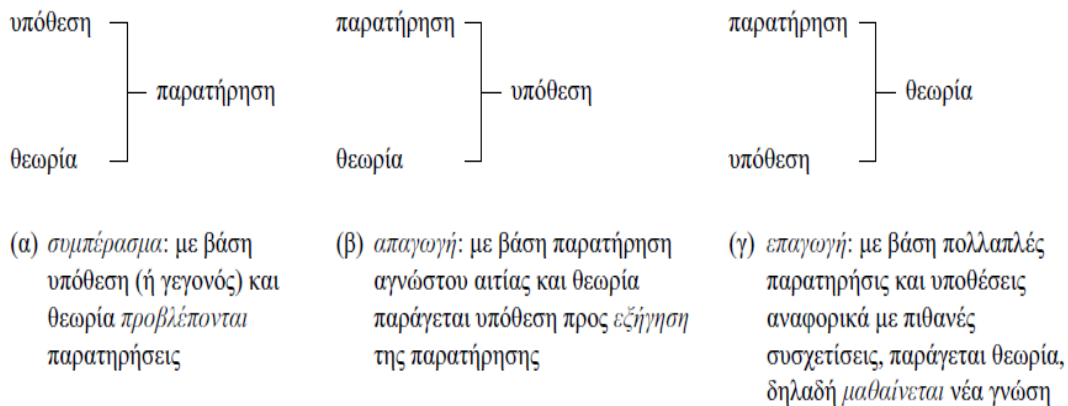 υπόθεση
παρατήρηση
θεωρία
παρατήρηση
υπόθεση
θεωρία
παρατήρηση
θεωρία
υπόθεση
(α) συμπέρασμα: με βάση
υπόθεση (ή γεγονός) και
θεωρία προβλέπονται
παρατηρήσεις
(β) απαγωγή: με βάση παρατήρηση
αγνώστου αιτίας και θεωρία
παράγεται υπόθεση προς εξήγηση
της παρατήρησης
(γ) επαγωγή: με βάση πολλαπλές
παρατηρήσις και υποθέσεις
αναφορικά με πιθανές
συσχετίσεις, παράγεται θεωρία,
δηλαδή μαθαίνεται νέα γνώση